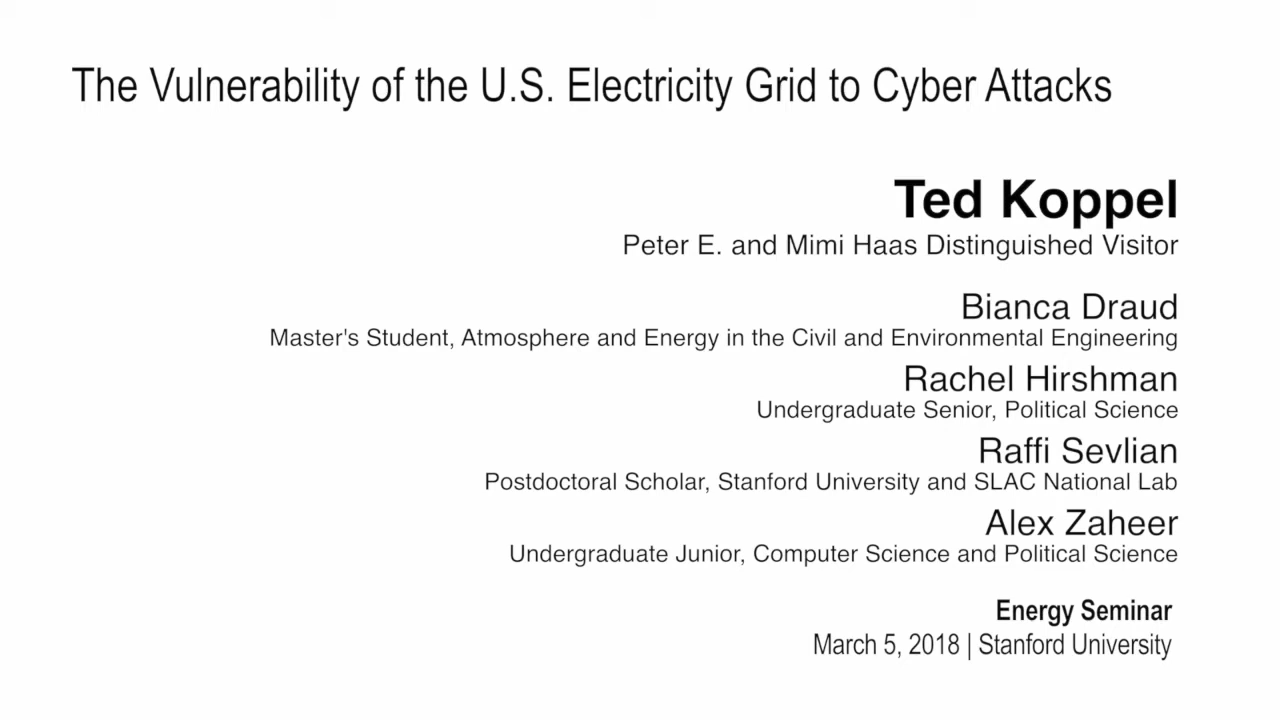 The Vulnerability of the U.S. Electricity Grid to Cyber Attacks
Ted Koppel
Peter E. and Mimi Haas Distinguished Visitor
Bianca Draud
Master's Student, Atmosphere and Energy in the Civil and Environmental Engineering
Rachel Hirshman
Undergraduate Senior, Political Science
Raffi Sevlian
Postdoctoral Scholar, Stanford University and SLAC National Lab
Alex Zaheer
Undergraduate Junior, Computer Science and Political Science
Energy Seminar
March 5, 2018 | Stanford University